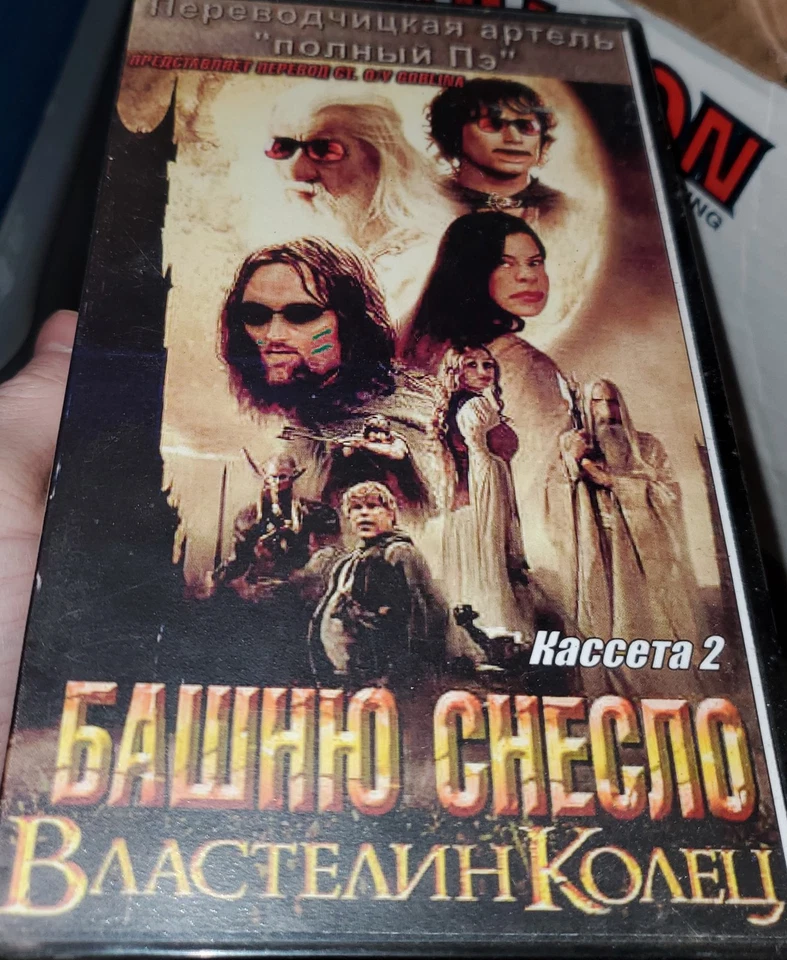 Переводчицкая артель
"полный Пэ"
ПРЕДСТАВЛЯЕТ ПЕРЕВОД СТ. О/У GOBLINA
Кассета 2
БАШНЮ СНЕСЛО
ВЛАСТЕЛИН КОЛЕЦ